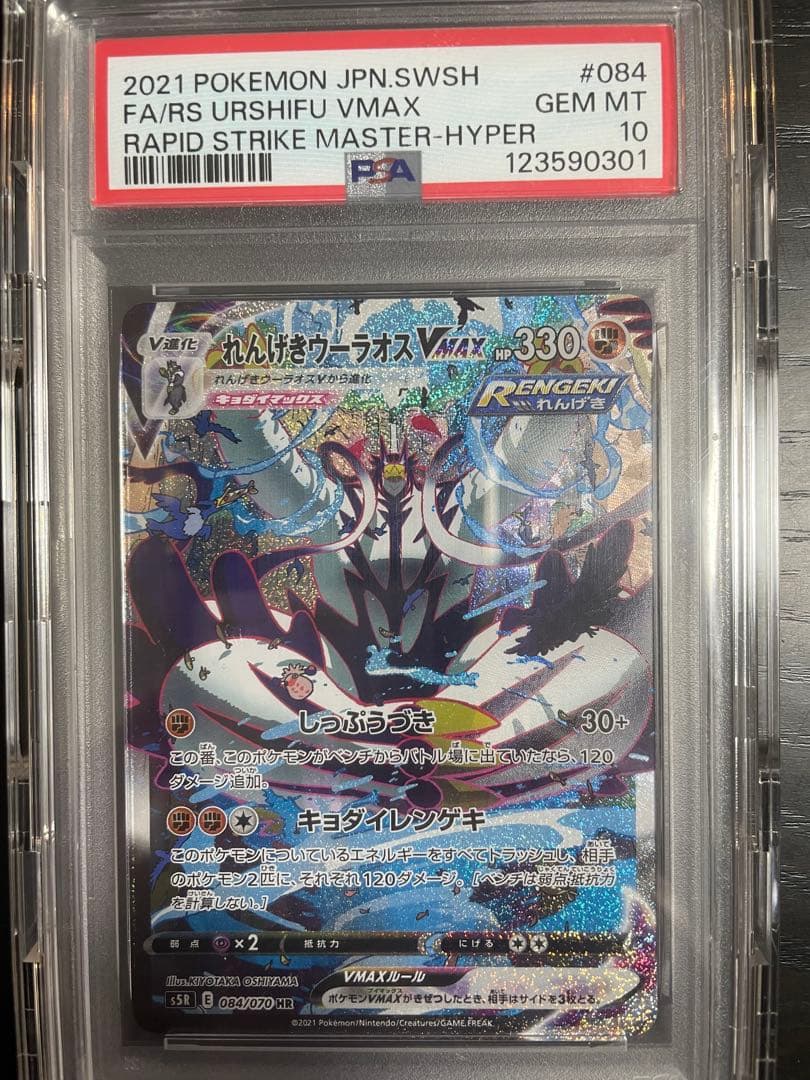 2021 POKEMON JPN.SWSH #084
FA/RS URSHIFU VMAX GEM MT
RAPID STRIKE MASTER-HYPER 10
PSA 123590301
V進化 れんげきウーラオスVMAX HP330
れんげきウーラオスVから進化
キョダイマックス
RENGEKI
れんげき
しっぷうづき 30+
この番、このポケモンがベンチからバトル場に出ていたなら、120
ダメージ追加。
キョダイレンゲキ
このポケモンについているエネルギーをすべてトラッシュし、相手
のポケモン2匹に、それぞれ120ダメージ。[ベンチは弱点・抵抗力
を計算しない。]
弱点 ×2 抵抗力 にげる
Illus.KIYOTAKA OSHIYAMA
VMAXルール
s5R E 084/070 HR
ポケモンVMAXがきぜつしたとき、相手はサイドを3枚とる。
©2021 Pokémon/Nintendo/Creatures/GAME FREAK.